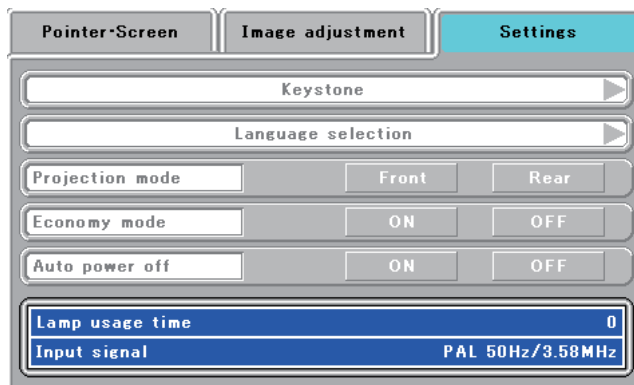 Pointer·Screen Image adjustment Settings
Keystone
Language selection
Projection mode Front Rear
Economy mode ON OFF
Auto power off ON OFF
Lamp usage time 0
Input signal PAL 50Hz/3.58MHz